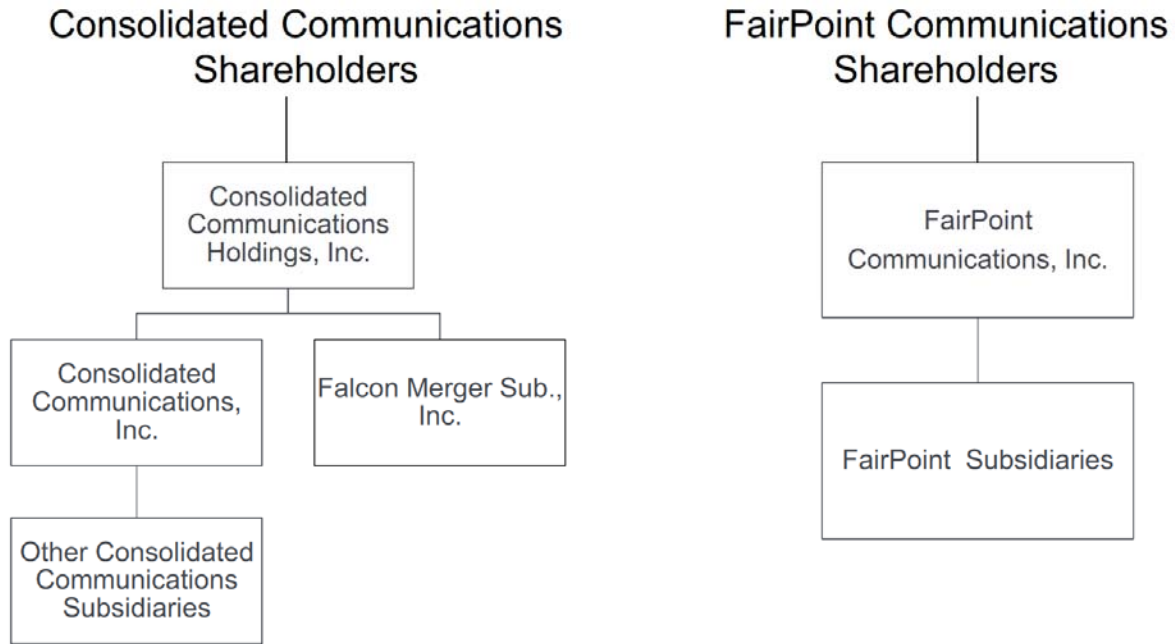 Consolidated Communications
Shareholders
Consolidated
Communications
Holdings, Inc.
Consolidated
Communications,
Inc.
Falcon Merger Sub.,
Inc.
Other Consolidated
Communications
Subsidiaries
FairPoint Communications
Shareholders
FairPoint
Communications, Inc.
FairPoint Subsidiaries